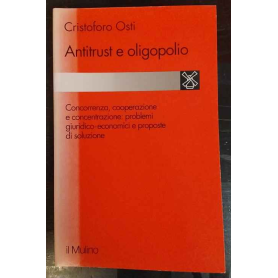 Cristoforo Osti
Antitrust e oligopolio
Concorrenza, cooperazione
e concentrazione: problemi
giuridico-economici e proposte
di soluzione
il Mulino